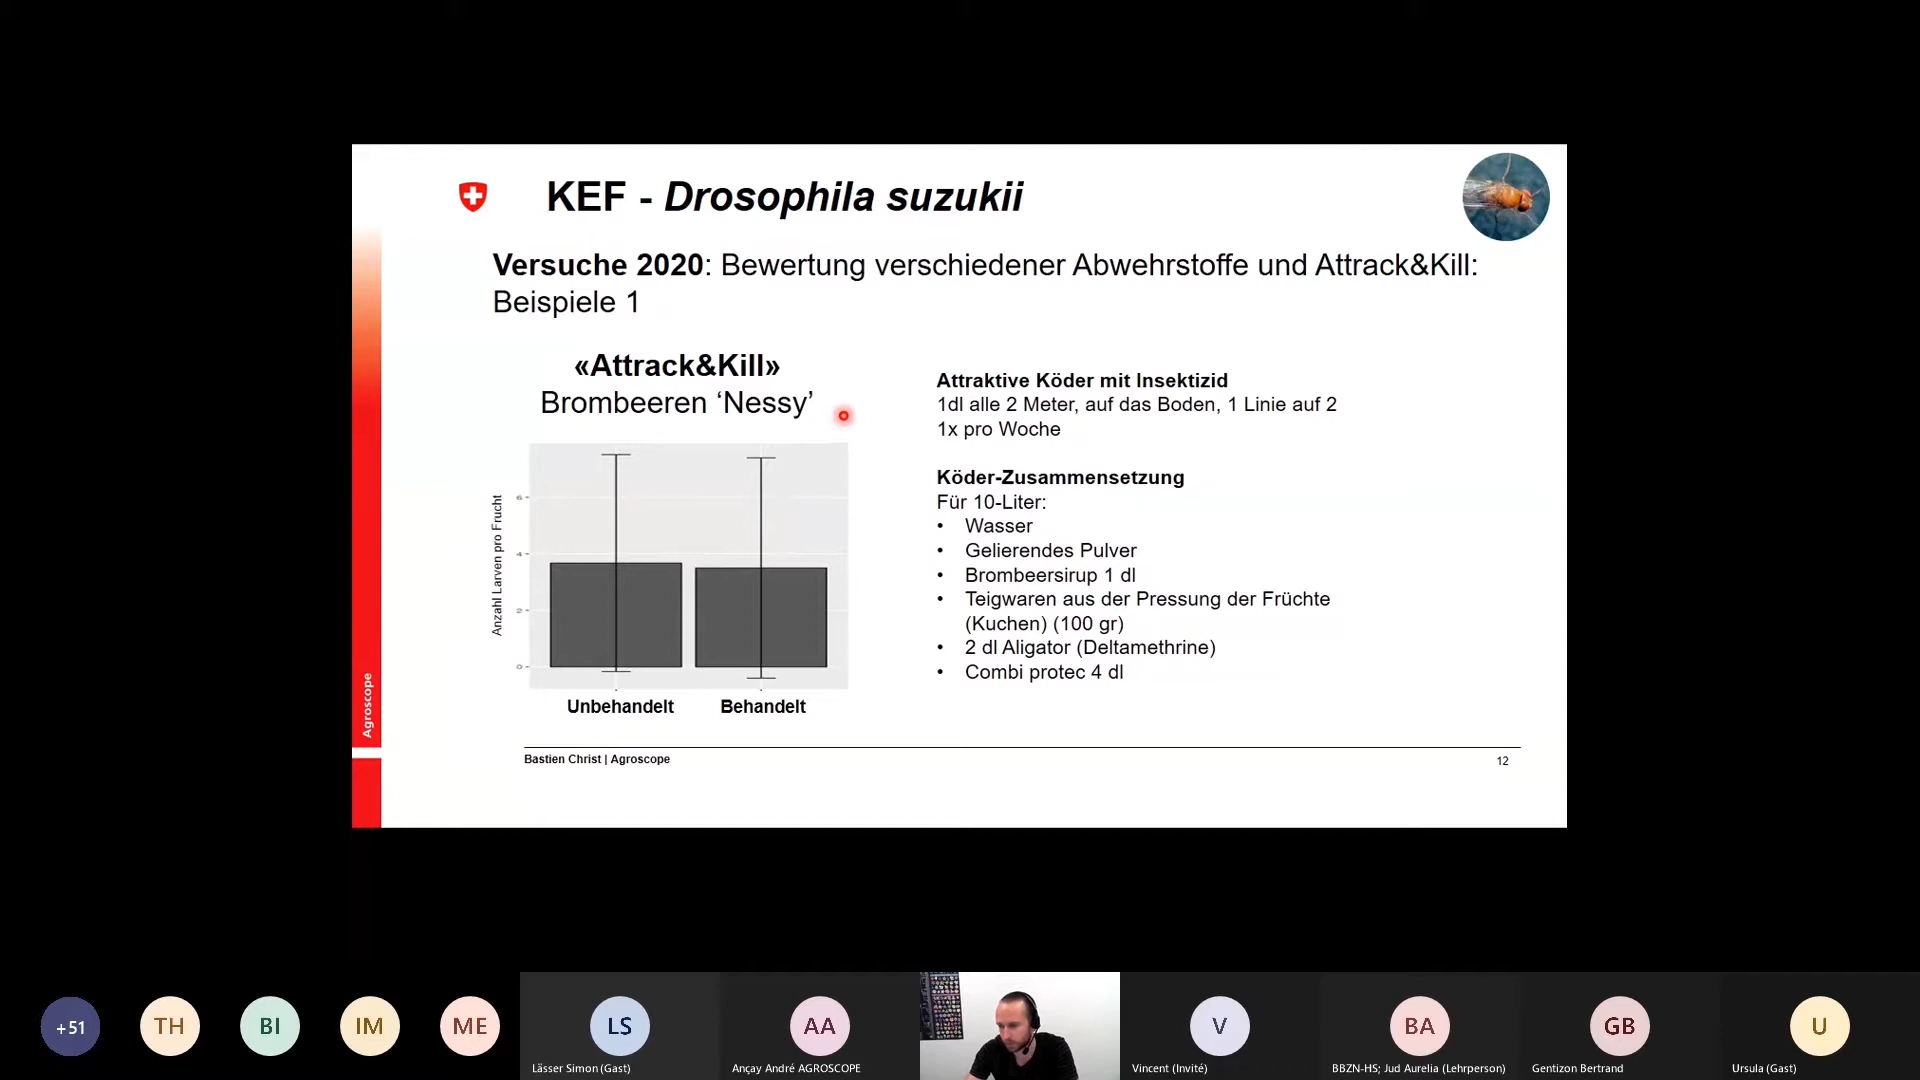 KEF - Drosophila suzukii
Versuche 2020: Bewertung verschiedener Abwehrstoffe und Attrack&Kill:
Beispiele 1
«Attrack&Kill»
Brombeeren ‘Nessy’
Anzahl Larven pro Frucht
6
4
2
0
Unbehandelt
Behandelt
Attraktive Köder mit Insektizid
1dl alle 2 Meter, auf das Boden, 1 Linie auf 2
1x pro Woche
Köder-Zusammensetzung
Für 10-Liter:
• Wasser
• Gelierendes Pulver
• Brombeersirup 1 dl
• Teigwaren aus der Pressung der Früchte
(Kuchen) (100 gr)
• 2 dl Aligator (Deltamethrine)
• Combi protec 4 dl
Agroscope
Bastien Christ | Agroscope
12
+51
TH
BI
IM
ME
LS
Lässer Simon (Gast)
AA
Ançay André AGROSCOPE
V
Vincent (Invité)
BA
BBZN-HS; Jud Aurelia (Lehrperson)
GB
Gentizon Bertrand
U
Ursula (Gast)